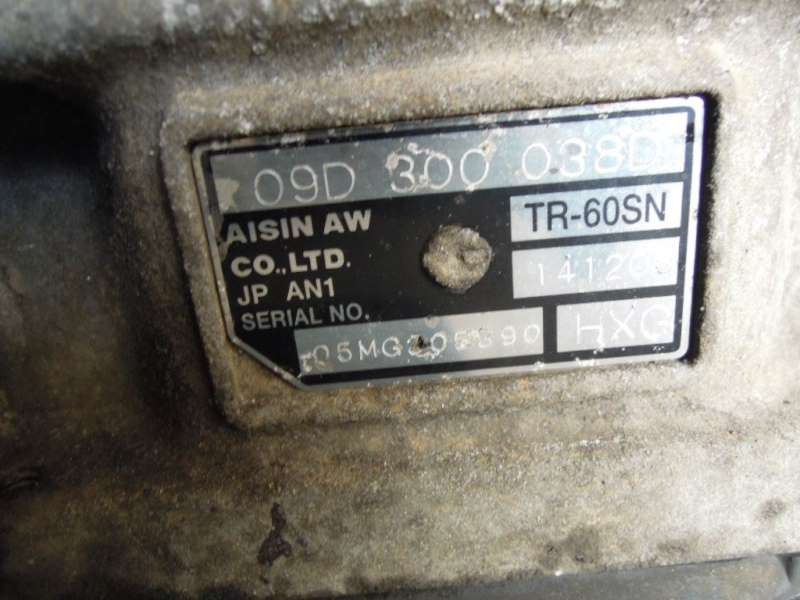 09D 300 038D
AISIN AW
CO.,LTD.
JP AN1
SERIAL NO.
TR-60SN
HXG